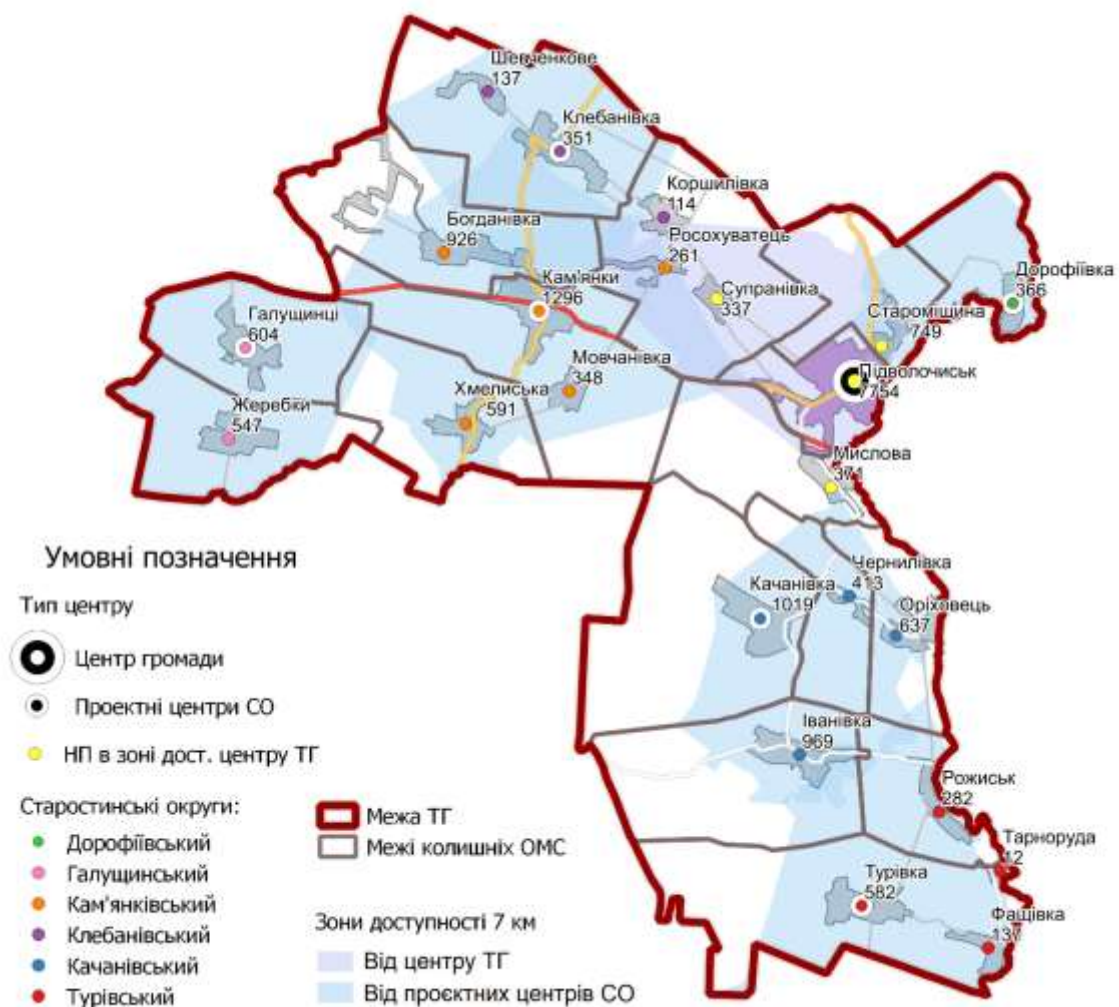 Шевченкове
137
Клебанівка
351
Коршилівка
114
Богданівка
926
Росохуватець
261
Кам'янки
1296
Супранівка
337
Дорофіївка
366
Староміщина
749
Галущинці
604
Мовчанівка
348
Підволочиськ
7754
Хмелиська
591
Жеребки
547
Мислова
371
Чернилівка
413
Качанівка
1019
Оріховець
637
Іванівка
969
Рожиськ
282
Тарноруда
12
Турівка
582
Фащівка
137
Умовні позначення
Тип центру
Центр громади
Проектні центри СО
НП в зоні дост. центру ТГ
Старостинські округи:
Дорофіївський
Галущинський
Кам'янківський
Клебанівський
Качанівський
Турівський
Межа ТГ
Межі колишніх ОМС
Зони доступності 7 км
Від центру ТГ
Від проєктних центрів СО